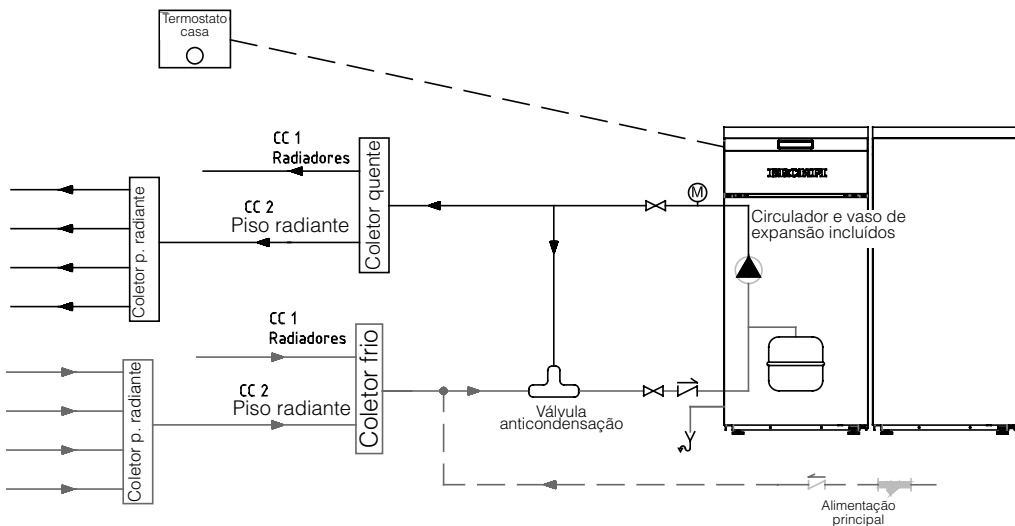 Termostato
casa
CC 1
Radiadores
Coletor quente
CC 2
Piso radiante
Coletor p. radiante
M
Circulador e vaso de
expansão incluídos
CC 1
Radiadores
Coletor frio
CC 2
Piso radiante
Coletor p. radiante
Válvula
anticondensação
Alimentação
principal